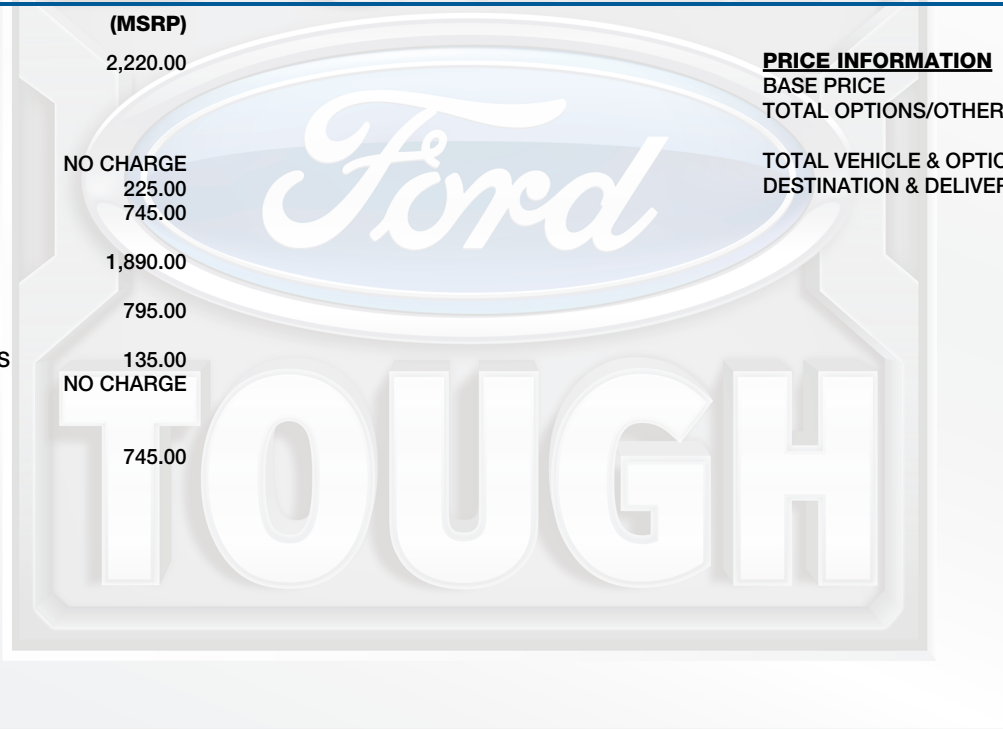 (MSRP)
2,220.00
NO CHARGE
225.00
745.00
1,890.00
795.00
S 135.00
NO CHARGE
745.00
PRICE INFORMATION
BASE PRICE
TOTAL OPTIONS/OTHER
TOTAL VEHICLE & OPTIO
DESTINATION & DELIVER
Ford
TOUGH